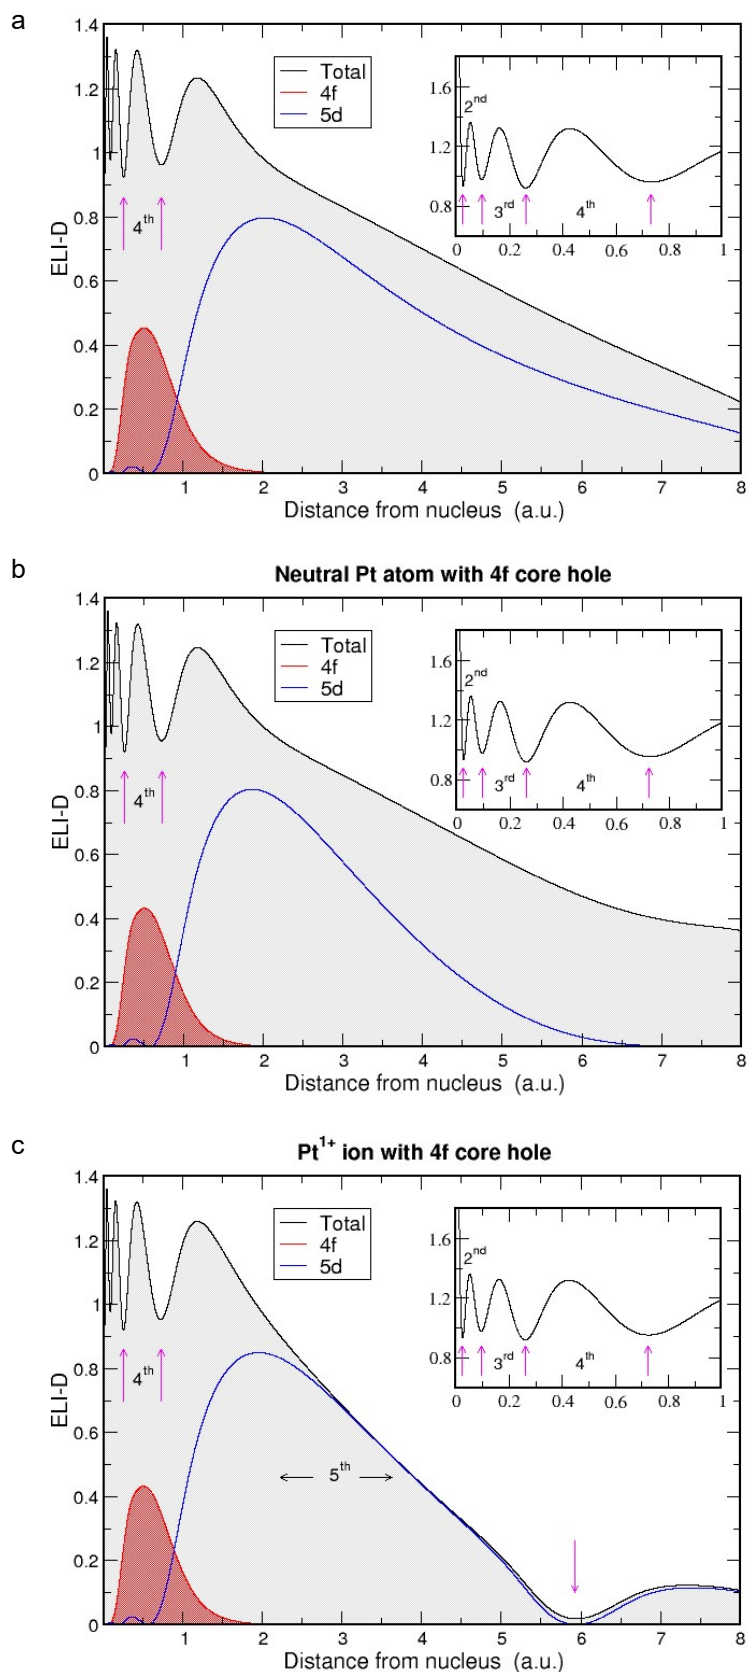 a
1.4
1.2
1
0.8
0.6
0.4
0.2
0
ELI-D
Total
4f
5d
4th
1.6
1.2
0.8
2nd
3rd
4th
0 0.2 0.4 0.6 0.8 1
1 2 3 4 5 6 7 8
Distance from nucleus (a.u.)
b
Neutral Pt atom with 4f core hole
1.4
1.2
1
0.8
0.6
0.4
0.2
0
ELI-D
Total
4f
5d
4th
1.6
1.2
0.8
2nd
3rd
4th
0 0.2 0.4 0.6 0.8 1
1 2 3 4 5 6 7 8
Distance from nucleus (a.u.)
c
Pt1+ ion with 4f core hole
1.4
1.2
1
0.8
0.6
0.4
0.2
0
ELI-D
Total
4f
5d
4th
5th
1.6
1.2
0.8
2nd
3rd
4th
0 0.2 0.4 0.6 0.8 1
1 2 3 4 5 6 7 8
Distance from nucleus (a.u.)